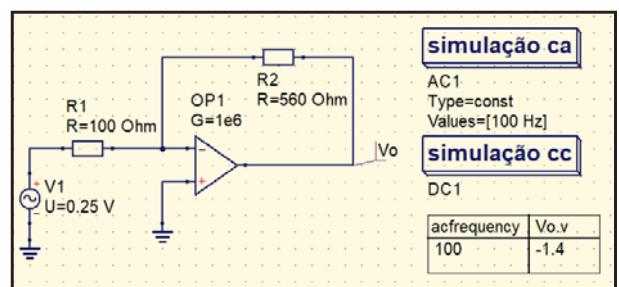 R1
R=100 Ohm
R2
R=560 Ohm
OP1
G=1e6
V1
U=0.25 V
Vo
simulação ca
AC1
Type=const
Values=[100 Hz]
simulação cc
DC1
acfrequency Vo.v
100 -1.4